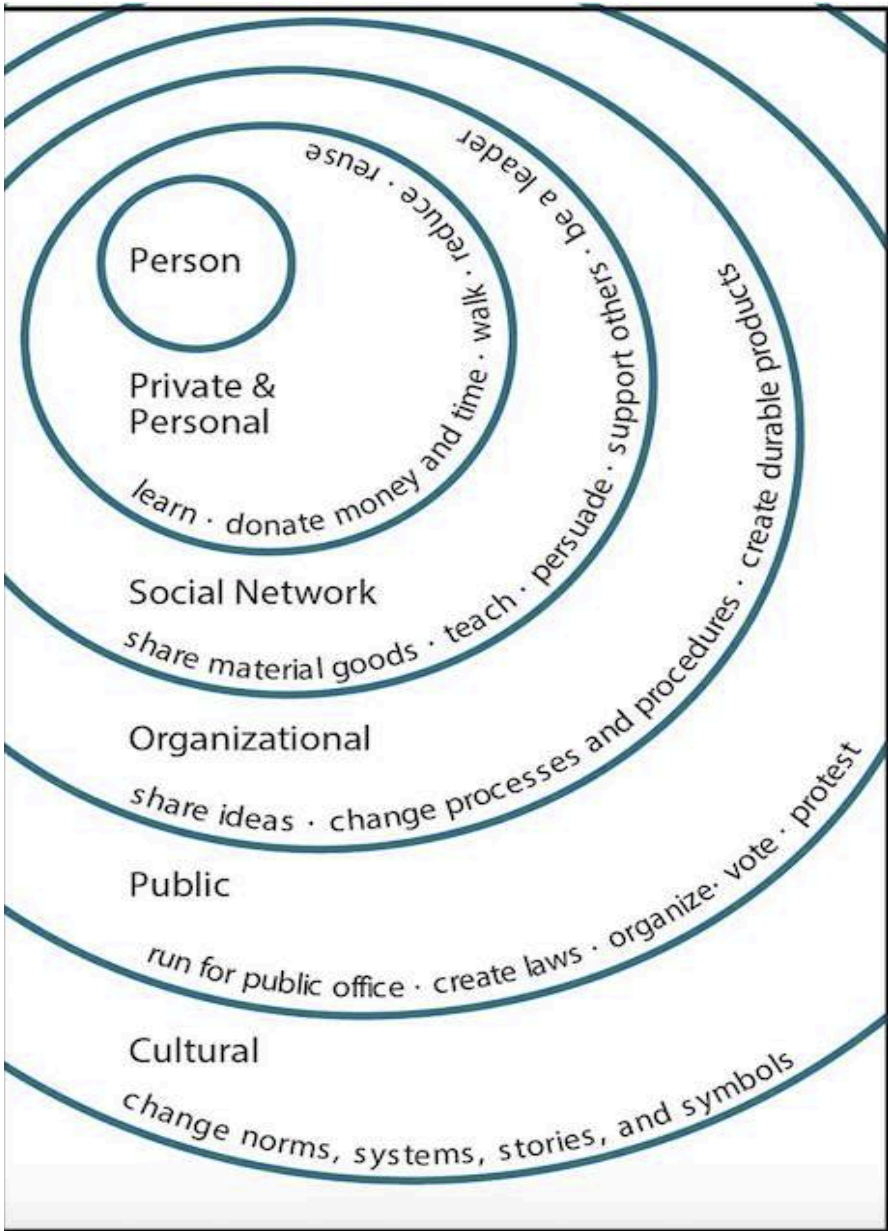 Person
Private &
Personal
learn · donate money and time · walk · reduce · reuse
Social Network
share material goods · teach · persuade · support others · be a leader
Organizational
share ideas · change processes and procedures · create durable products
Public
run for public office · create laws · organize· vote · protest
Cultural
change norms, systems, stories, and symbols